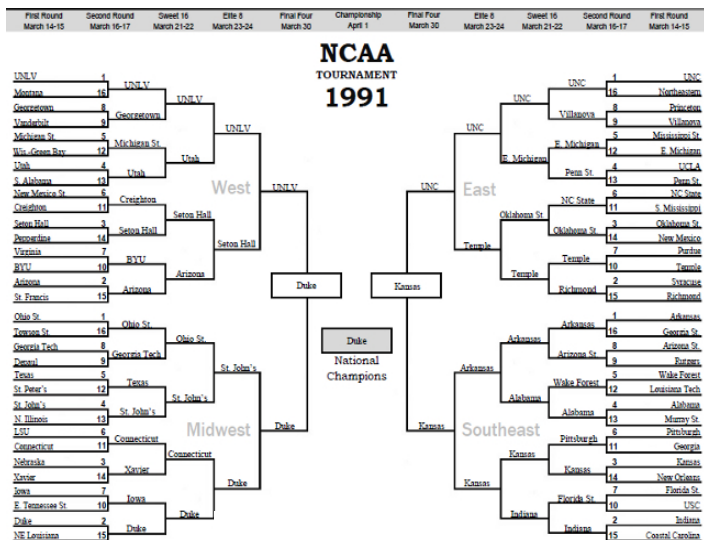 First Round Second Round Sweet 16 Elite 8 Final Four Championship Final Four Elite 8 Sweet 16 Second Round First Round
March 14-15 March 16-17 March 21-22 March 23-24 March 30 April 1 March 30 March 23-24 March 21-22 March 16-17 March 14-15
NCAA
TOURNAMENT
1991
UNLV 1
UNLV
Montana 16
UNLV
Georgetown 8
Georgetown
Vanderbilt 9
UNLV
Michigan St. 5
Michigan St.
Wis.-Green Bay 12
Utah
Utah 4
Utah
S. Alabama 13
West
UNLV
New Mexico St. 6
Creighton
Creighton 11
Seton Hall
Seton Hall 3
Seton Hall
Pepperdine 14
Seton Hall
Virginia 7
BYU
BYU 10
Arizona
Arizona 2
Arizona
St. Francis 15
Duke
Ohio St. 1
Ohio St.
Towson St. 16
Ohio St.
Georgia Tech 8
Georgia Tech
Depaul 9
St. John's
Texas 5
Texas
St. Peter's 12
St. John's
St. John's 4
St. John's
N. Illinois 13
Midwest
Duke
LSU 6
Connecticut
Connecticut 11
Connecticut
Nebraska 3
Xavier
Xavier 14
Duke
Iowa 7
Iowa
E. Tennessee St. 10
Duke
Duke 2
Duke
NE Louisiana 15
Duke
National
Champions
1 UNC
UNC
16 Northeastern
UNC
8 Princeton
Villanova
9 Villanova
UNC
5 Mississippi St.
E. Michigan
12 E. Michigan
E. Michigan
4 UCLA
Penn St.
13 Penn St.
East
UNC
6 NC State
NC State
11 S. Mississippi
Oklahoma St.
3 Oklahoma St.
Oklahoma St.
14 New Mexico
Temple
7 Purdue
Temple
10 Temple
Richmond
2 Syracuse
Richmond
15 Richmond
Kansas
1 Arkansas
Arkansas
16 Georgia St.
Arkansas
8 Arizona St.
Arizona St.
9 Rutgers
Arkansas
5 Wake Forest
Wake Forest
12 Louisiana Tech
Alabama
4 Alabama
Alabama
13 Murray St.
Southeast
Kansas
6 Pittsburgh
Pittsburgh
11 Georgia
Kansas
3 Kansas
Kansas
14 New Orleans
Kansas
7 Florida St.
Florida St.
10 USC
Indiana
2 Indiana
Indiana
15 Coastal Carolina